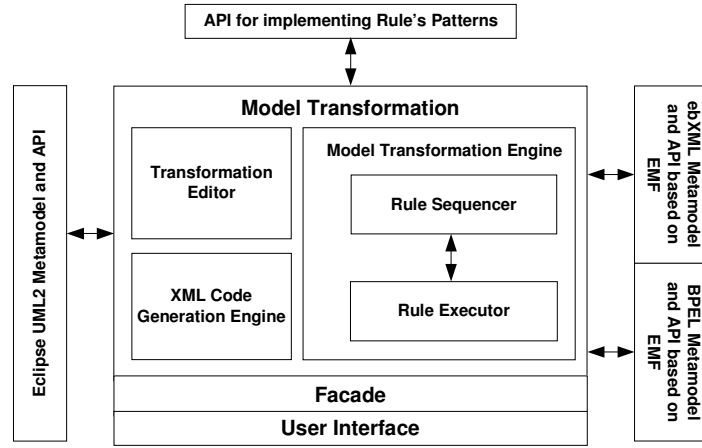 API for implementing Rule's Patterns
Eclipse UML2 Metamodel and API
Model Transformation
Transformation
Editor
XML Code
Generation Engine
Model Transformation Engine
Rule Sequencer
Rule Executor
Facade
User Interface
ebXML Metamodel
and API based on
EMF
BPEL Metamodel
and API based on
EMF